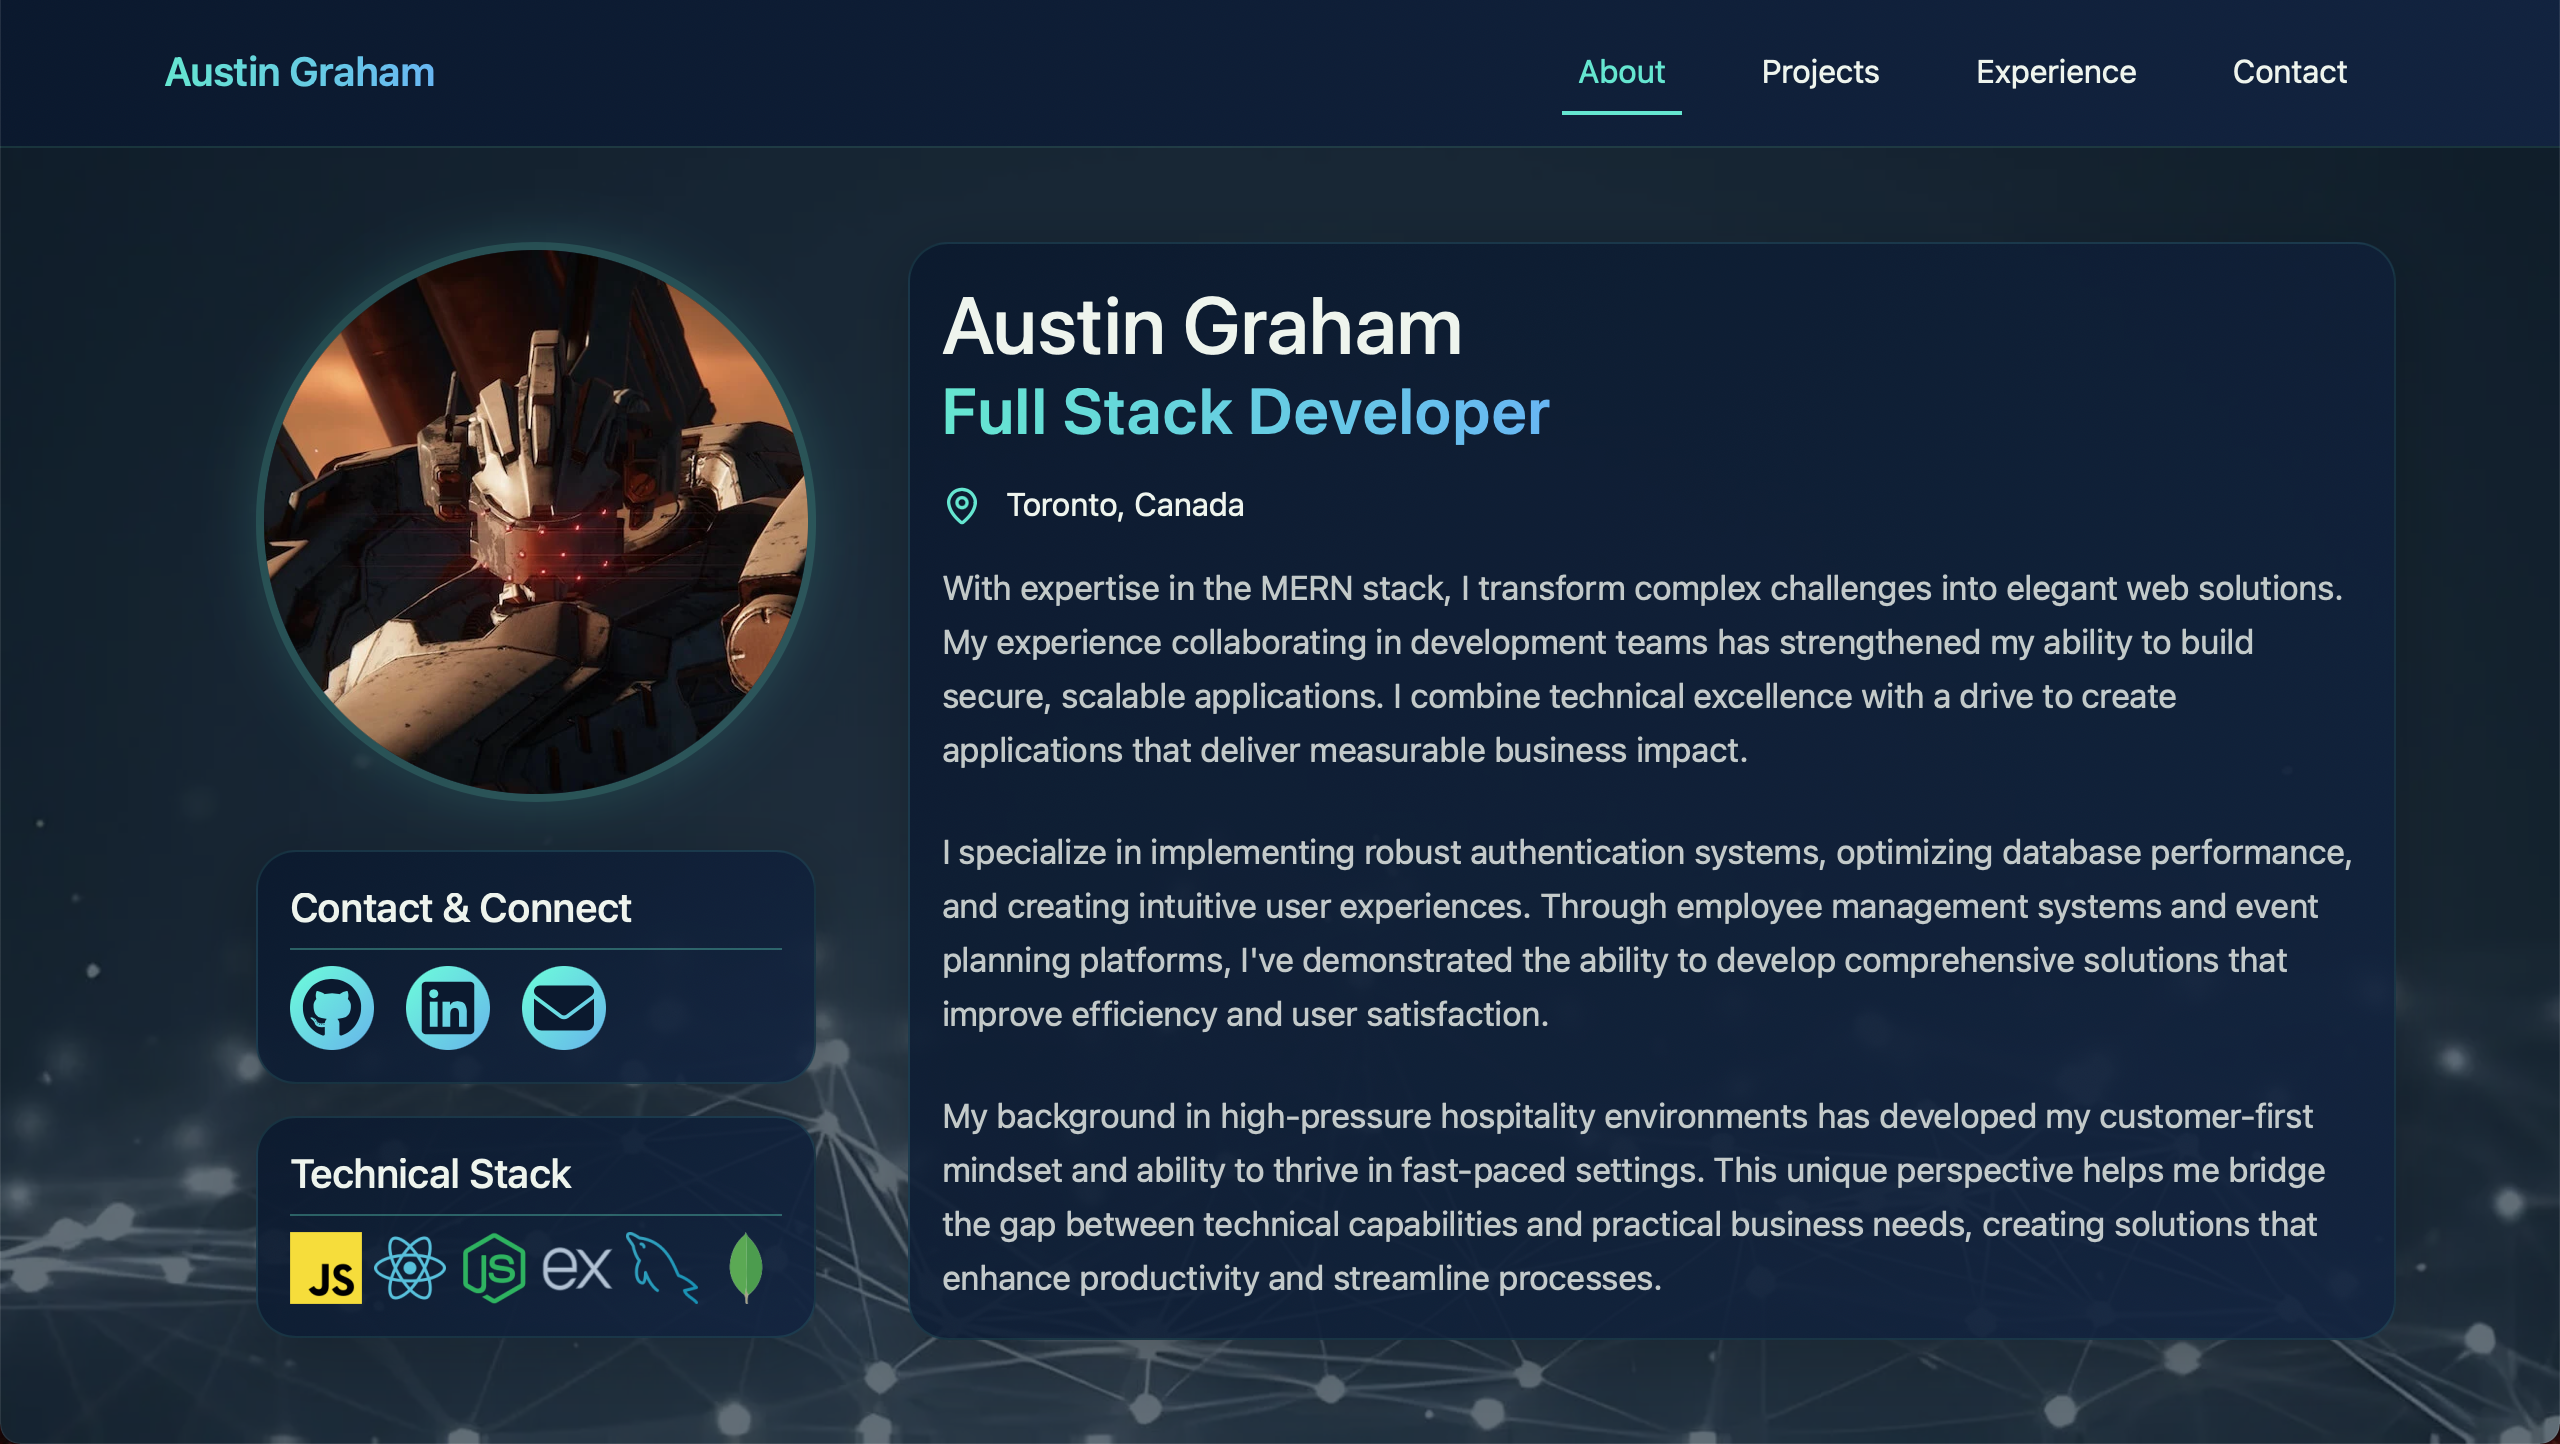 Austin Graham
About
Projects
Experience
Contact
Austin Graham
Full Stack Developer
Toronto, Canada
With expertise in the MERN stack, I transform complex challenges into elegant web solutions.
My experience collaborating in development teams has strengthened my ability to build
secure, scalable applications. I combine technical excellence with a drive to create
applications that deliver measurable business impact.
I specialize in implementing robust authentication systems, optimizing database performance,
and creating intuitive user experiences. Through employee management systems and event
planning platforms, I've demonstrated the ability to develop comprehensive solutions that
improve efficiency and user satisfaction.
My background in high-pressure hospitality environments has developed my customer-first
mindset and ability to thrive in fast-paced settings. This unique perspective helps me bridge
the gap between technical capabilities and practical business needs, creating solutions that
enhance productivity and streamline processes.
Contact & Connect
in
Technical Stack
JS
JS
ex